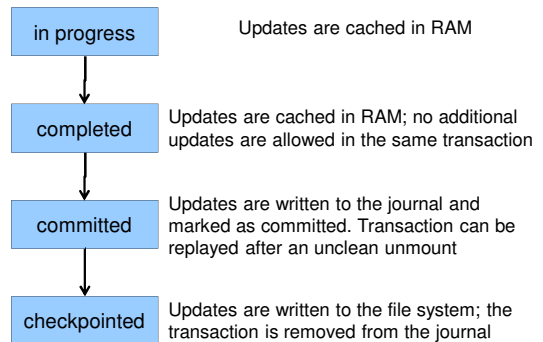 in progress
Updates are cached in RAM
completed
Updates are cached in RAM; no additional
updates are allowed in the same transaction
committed
Updates are written to the journal and
marked as committed. Transaction can be
replayed after an unclean unmount
checkpointed
Updates are written to the file system; the
transaction is removed from the journal